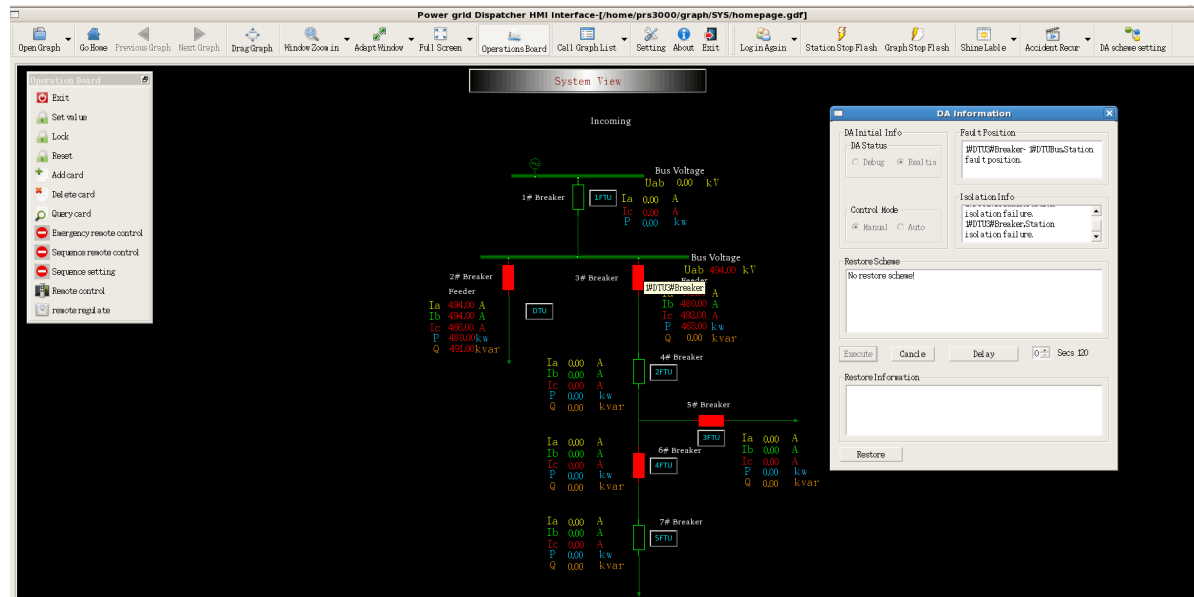 Power grid Dispatcher HMI Interface-[/home/prs3000/graph/SYS/homepage.gdf]
Open Graph Go Home Previous Graph Next Graph Drag Graph Window Zoom in Adapt Window Full Screen Operations Board Call Graph List Setting About Exit Log in Again Station Stop Flash Graph Stop Flash Shine Lable Accident Recur DA scheme setting
Operation Board
Exit
Set value
Lock
Reset
Add card
Delete card
Query card
Emergency remote control
Sequence remote control
Sequence setting
Remote control
remote regulate
System View
Incoming
Bus Voltage
Uab 0.00 kV
1# Breaker 1FTU Ia 0.00 A
Ic 0.00 A
P 0.00 kw
Bus Voltage
Uab 494.00 kV
2# Breaker
Feeder
Ia 494.00 A
Ib 494.00 A
Ic 486.00 A
P 480.00 kw
Q 491.00 kvar
DTU
3# Breaker
1#DTU3#Breaker
A
Ib 480.00 A
Ic 492.00 A
P 463.00 kw
Q 0.00 kvar
4# Breaker
2FTU
Ia 0.00 A
Ib 0.00 A
Ic 0.00 A
P 0.00 kw
Q 0.00 kvar
5# Breaker
3FTU
Ia 0.00 A
Ib 0.00 A
Ic 0.00 A
P 0.00 kw
Q 0.00 kvar
6# Breaker
4FTU
Ia 0.00 A
Ib 0.00 A
Ic 0.00 A
P 0.00 kw
Q 0.00 kvar
7# Breaker
5FTU
Ia 0.00 A
Ib 0.00 A
Ic 0.00 A
P 0.00 kw
Q 0.00 kvar
DA Information
DA Initial Info
DA Status
Debug Realtin
Control Mode
Manual Auto
Fault Position
1#DTU3#Breaker- 1#DTUBus,Station
fault position.
Isolation Info
isolation failure.
1#DTU3#Breaker,Station
isolation failure.
Restore Scheme
No restore scheme!
Execute Cancle Delay 0 Secs 120
Restore Information
Restore